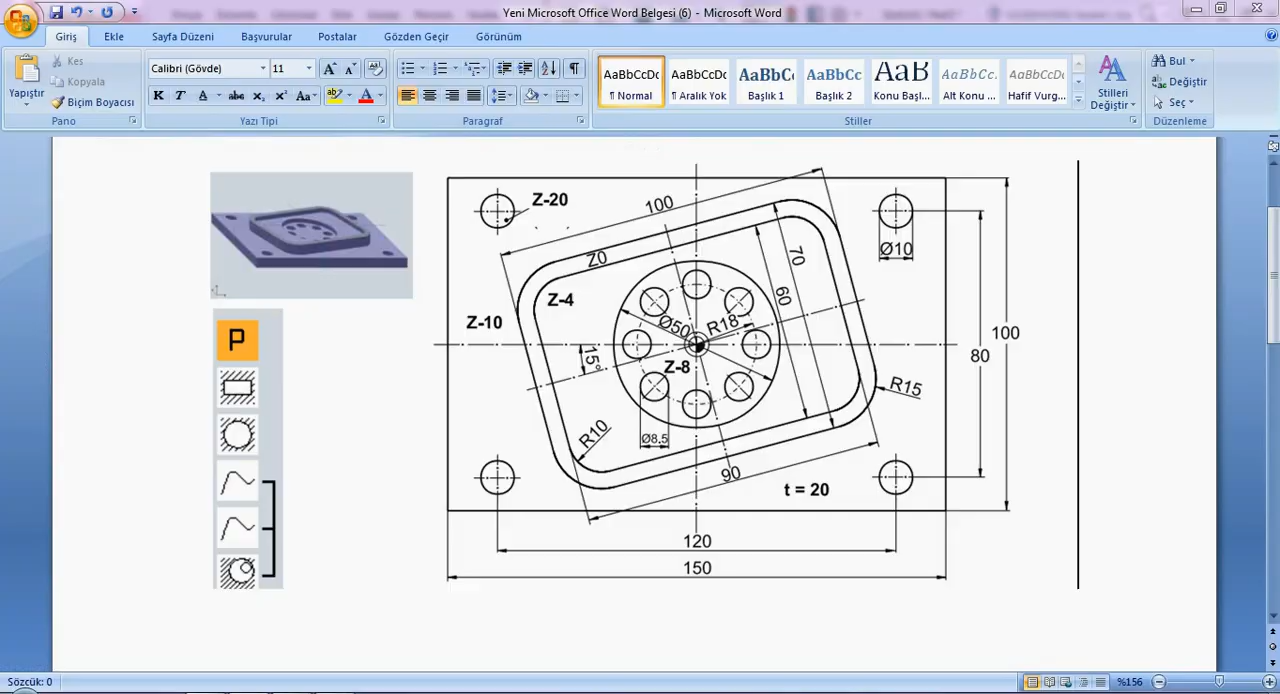 Yeni Microsoft Office Word Belgesi (6) - Microsoft Word
Giriş Ekle Sayfa Düzeni Başvurular Postalar Gözden Geçir Görünüm
Yapıştır
Kes
Kopyala
Biçim Boyacısı
Pano
Calibri (Gövde) 11
K T A abc x₂ x² Aa
Yazı Tipi
Paragraf
AaBbCcDc AaBbCcDc AaBbC AaBbCc AaB AaBbCc. AaBbCcDc
¶ Normal ¶ Aralık Yok Başlık 1 Başlık 2 Konu Başl... Alt Konu ... Hafif Vurg...
Stiller
Stilleri
Değiştir
Bul
Değiştir
Seç
Düzenleme
Z-20
100
Z0
Z-4
Z-10
70
60
Ø10
Ø50
R18
15°
Z-8
100
80
R15
R10
Ø8.5
90
t = 20
120
150
P
Sözcük: 0
%156